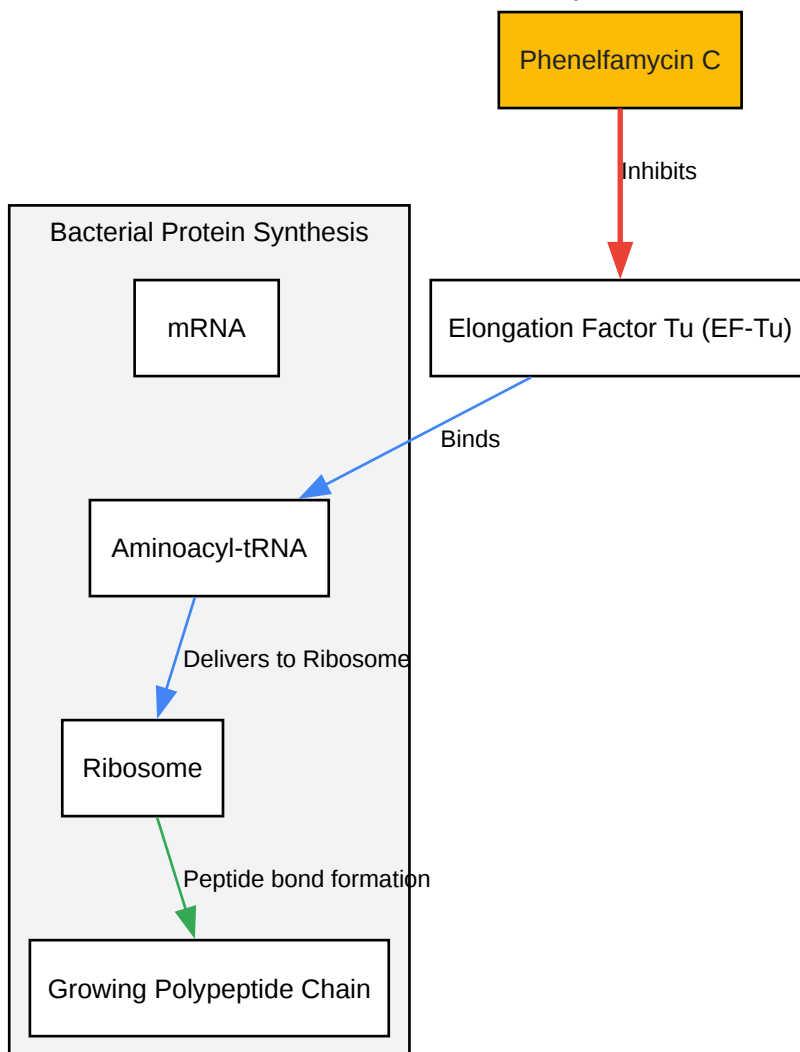 Phenelfamycin C
Inhibits
Bacterial Protein Synthesis
mRNA
Elongation Factor Tu (EF-Tu)
Binds
Aminoacyl-tRNA
Delivers to Ribosome
Ribosome
Peptide bond formation
Growing Polypeptide Chain